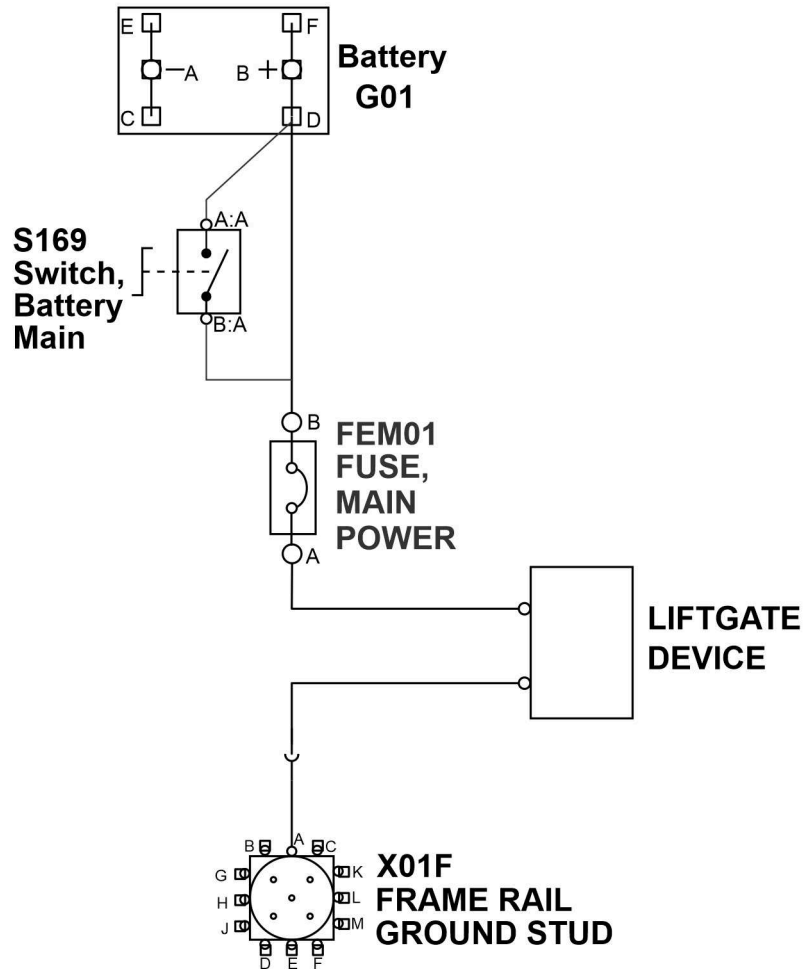 E
F
—A
B +
Battery
G01
C
D
A:A
S169
Switch,
Battery
Main
B:A
B
FEM01
FUSE,
MAIN
POWER
A
LIFTGATE
DEVICE
B
A
C
G
K
X01F
H
L
FRAME RAIL
J
M
GROUND STUD
D
E
F